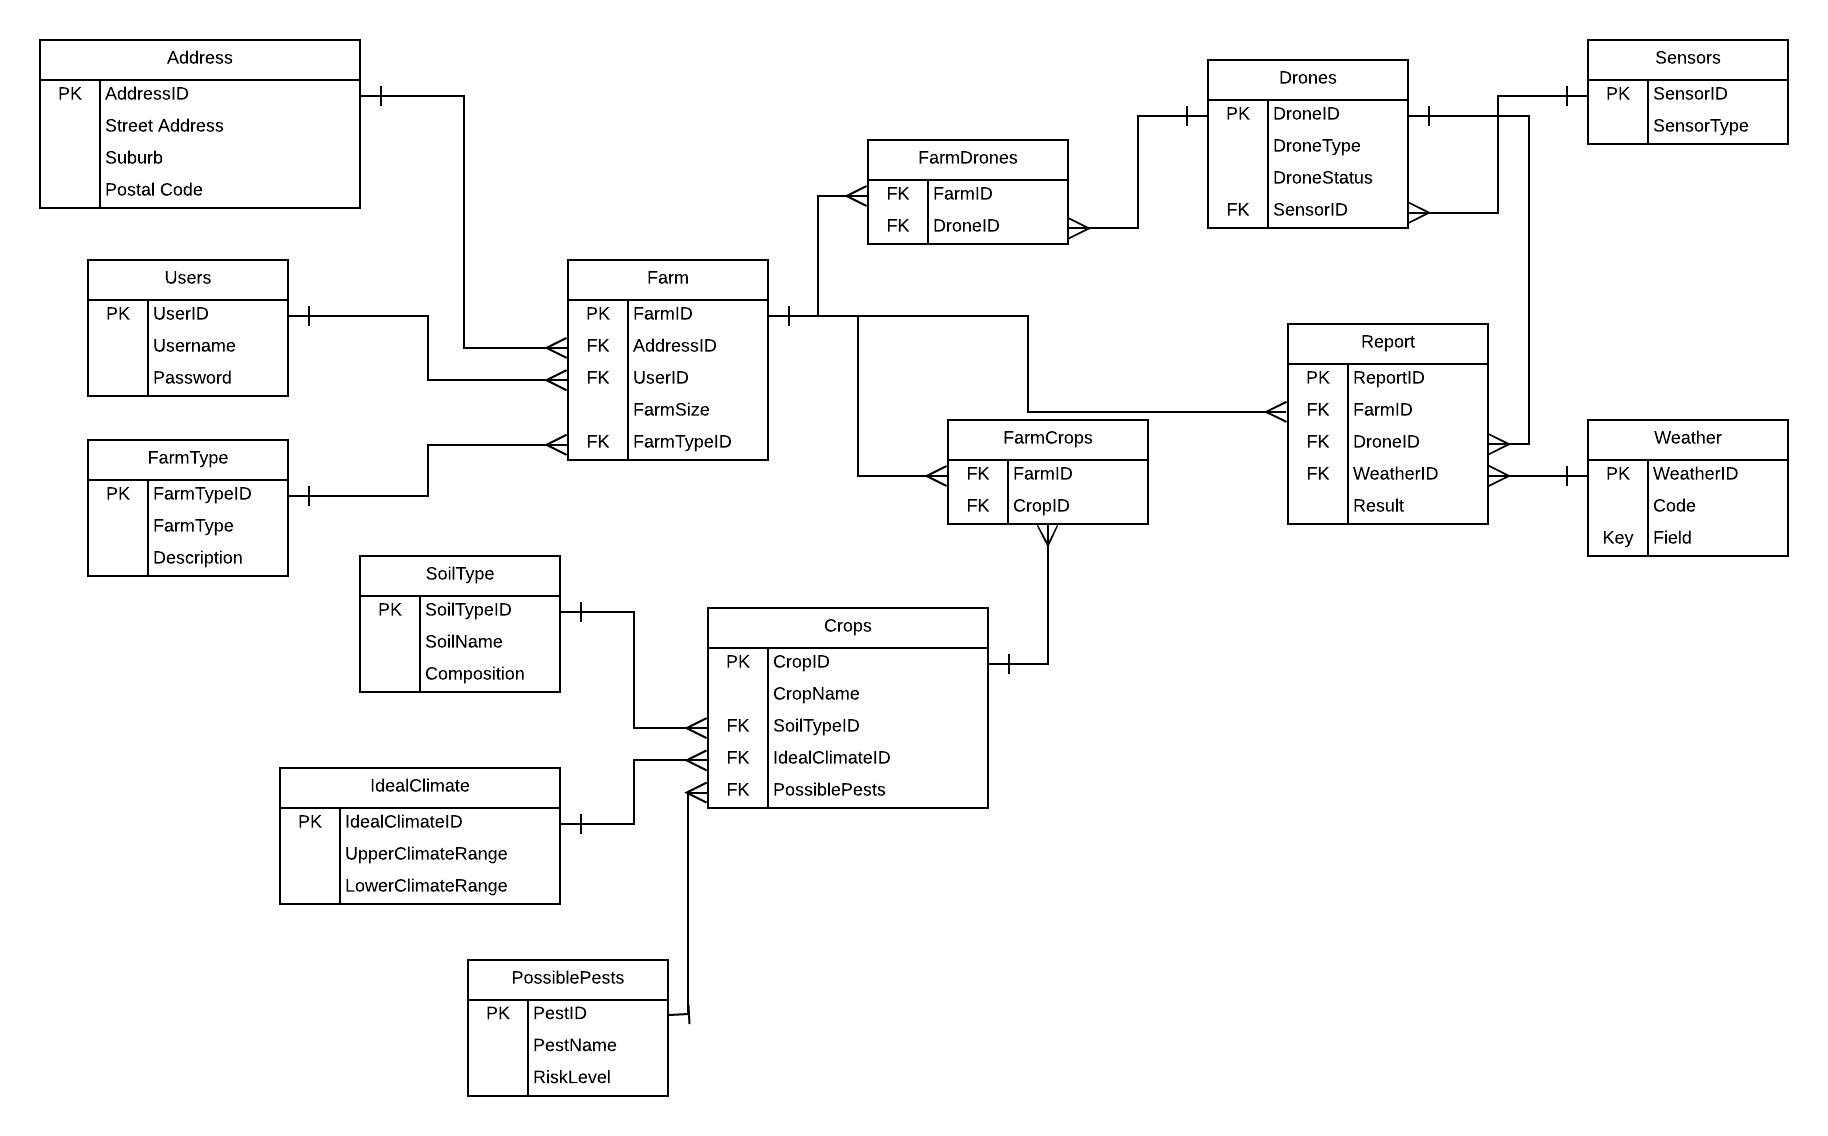 Address
PK AddressID
Street Address
Suburb
Postal Code
Users
PK UserID
Username
Password
FarmType
PK FarmTypeID
FarmType
Description
Farm
PK FarmID
FK AddressID
FK UserID
FarmSize
FK FarmTypeID
FarmDrones
FK FarmID
FK DroneID
Drones
PK DroneID
DroneType
DroneStatus
FK SensorID
Sensors
PK SensorID
SensorType
Report
PK ReportID
FK FarmID
FK DroneID
FK WeatherID
Result
Weather
PK WeatherID
Code
Key Field
FarmCrops
FK FarmID
FK CropID
SoilType
PK SoilTypeID
SoilName
Composition
Crops
PK CropID
CropName
FK SoilTypeID
FK IdealClimateID
FK PossiblePests
IdealClimate
PK IdealClimateID
UpperClimateRange
LowerClimateRange
PossiblePests
PK PestID
PestName
RiskLevel